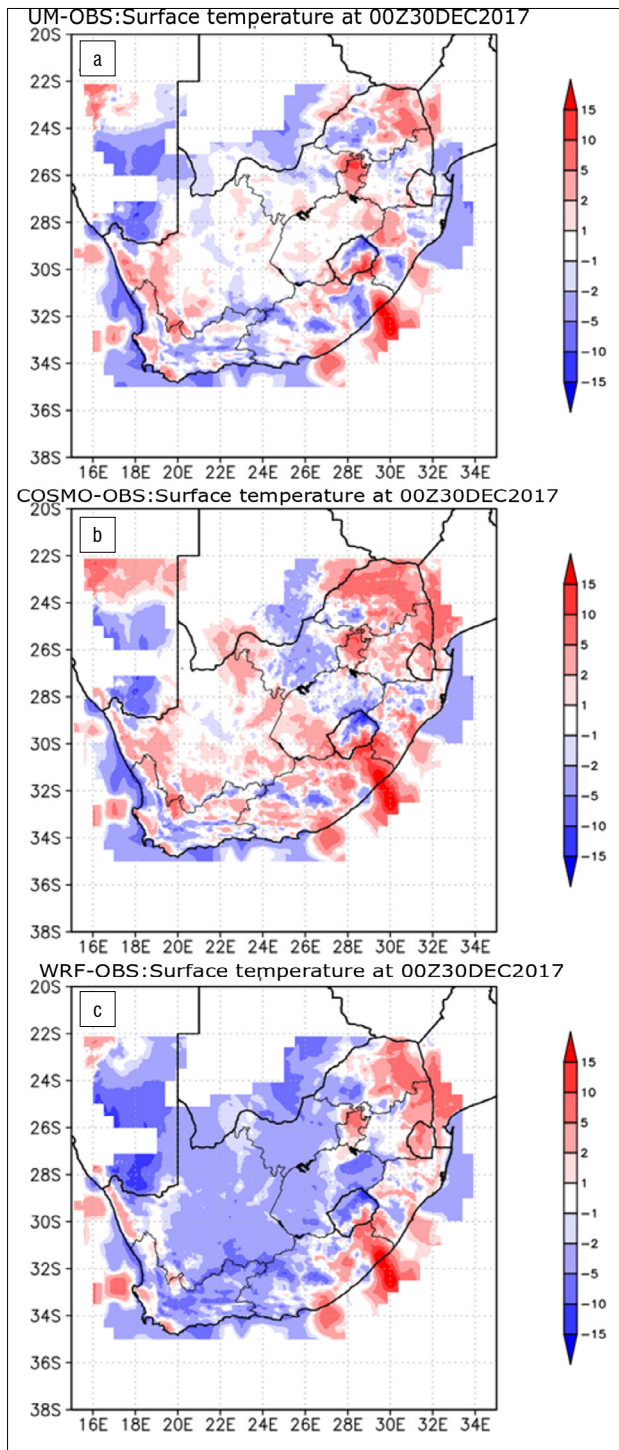 UM-OBS:Surface temperature at 00Z30DEC2017
a
20S
22S
24S
26S
28S
30S
32S
34S
36S
38S
16E 18E 20E 22E 24E 26E 28E 30E 32E 34E
15
10
5
2
1
−1
−2
−5
−10
−15
COSMO-OBS:Surface temperature at 00Z30DEC2017
b
20S
22S
24S
26S
28S
30S
32S
34S
36S
38S
16E 18E 20E 22E 24E 26E 28E 30E 32E 34E
15
10
5
2
1
−1
−2
−5
−10
−15
WRF-OBS:Surface temperature at 00Z30DEC2017
c
20S
22S
24S
26S
28S
30S
32S
34S
36S
38S
16E 18E 20E 22E 24E 26E 28E 30E 32E 34E
15
10
5
2
1
−1
−2
−5
−10
−15